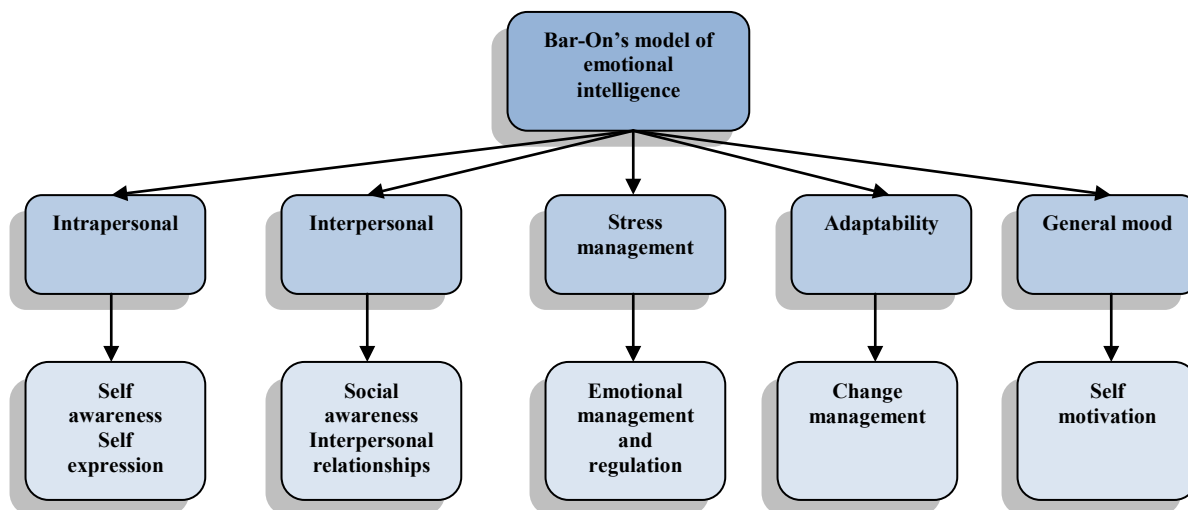 Bar-On’s model of
emotional
intelligence
Intrapersonal
Interpersonal
Stress
management
Adaptability
General mood
Self
awareness
Self
expression
Social
awareness
Interpersonal
relationships
Emotional
management
and
regulation
Change
management
Self
motivation